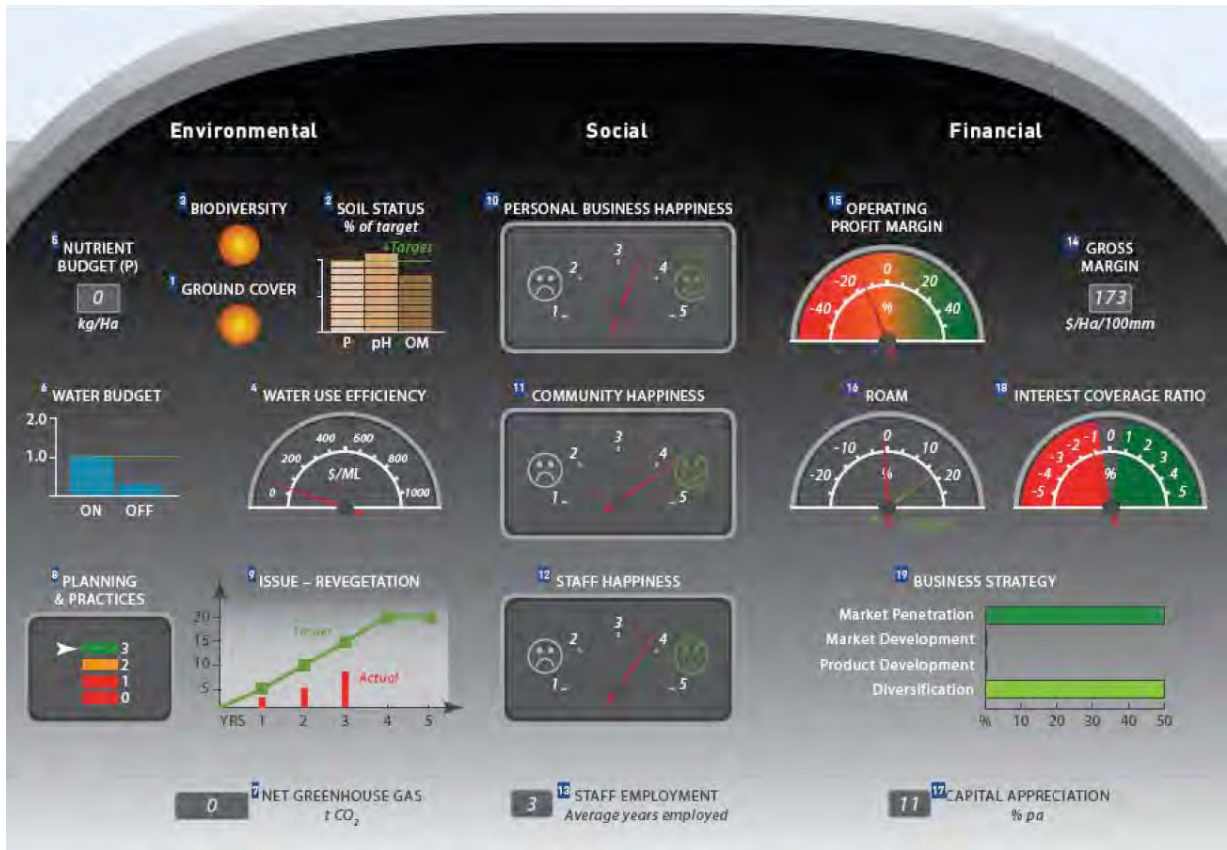 Environmental
Social
Financial
3 BIODIVERSITY
2 SOIL STATUS
% of target
Target
P pH OM
5 NUTRIENT
BUDGET (P)
0
kg/Ha
1 GROUND COVER
10 PERSONAL BUSINESS HAPPINESS
1 2 3 4 5
15 OPERATING
PROFIT MARGIN
-40 -20 0 20 40
%
14 GROSS
MARGIN
173
$/Ha/100mm
6 WATER BUDGET
2.0
1.0
ON OFF
4 WATER USE EFFICIENCY
0 200 400 600 800 1000
$/ML
11 COMMUNITY HAPPINESS
1 2 3 4 5
16 ROAM
-20 -10 0 10 20
%
18 INTEREST COVERAGE RATIO
-5 -4 -3 -2 -1 0 1 2 3 4 5
%
8 PLANNING
& PRACTICES
3
2
1
0
9 ISSUE – REVEGETATION
20
15
10
5
Target
Actual
YRS 1 2 3 4 5
12 STAFF HAPPINESS
1 2 3 4 5
19 BUSINESS STRATEGY
Market Penetration
Market Development
Product Development
Diversification
% 10 20 30 40 50
0
7 NET GREENHOUSE GAS
t CO2
3
13 STAFF EMPLOYMENT
Average years employed
11
17 CAPITAL APPRECIATION
% pa